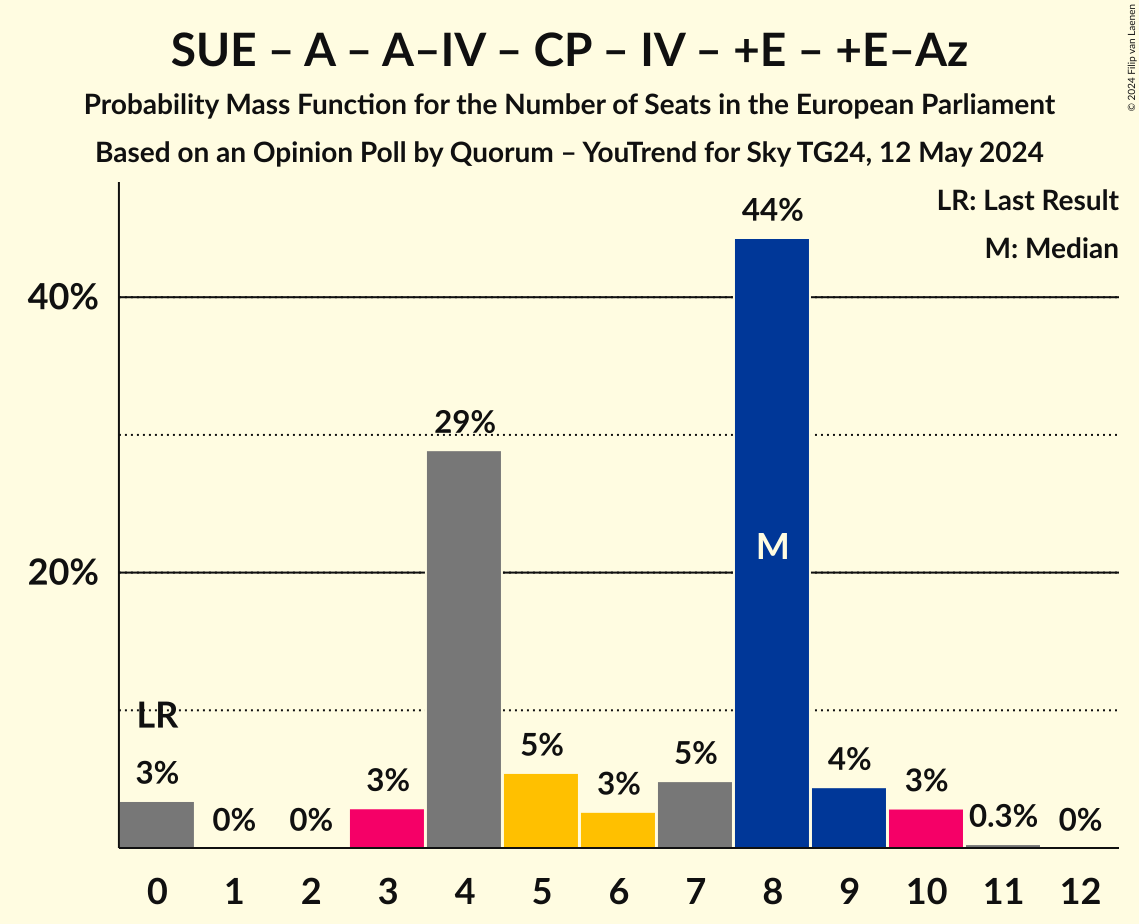 SUE – A – A–IV – CP – IV – +E – +E–Az
Probability Mass Function for the Number of Seats in the European Parliament
Based on an Opinion Poll by Quorum – YouTrend for Sky TG24, 12 May 2024
© 2024 Filip van Laenen
LR: Last Result
M: Median
44%
40%
29%
M
20%
LR
3%
0%
0%
3%
5%
3%
5%
4%
3%
0.3%
0%
0 1 2 3 4 5 6 7 8 9 10 11 12